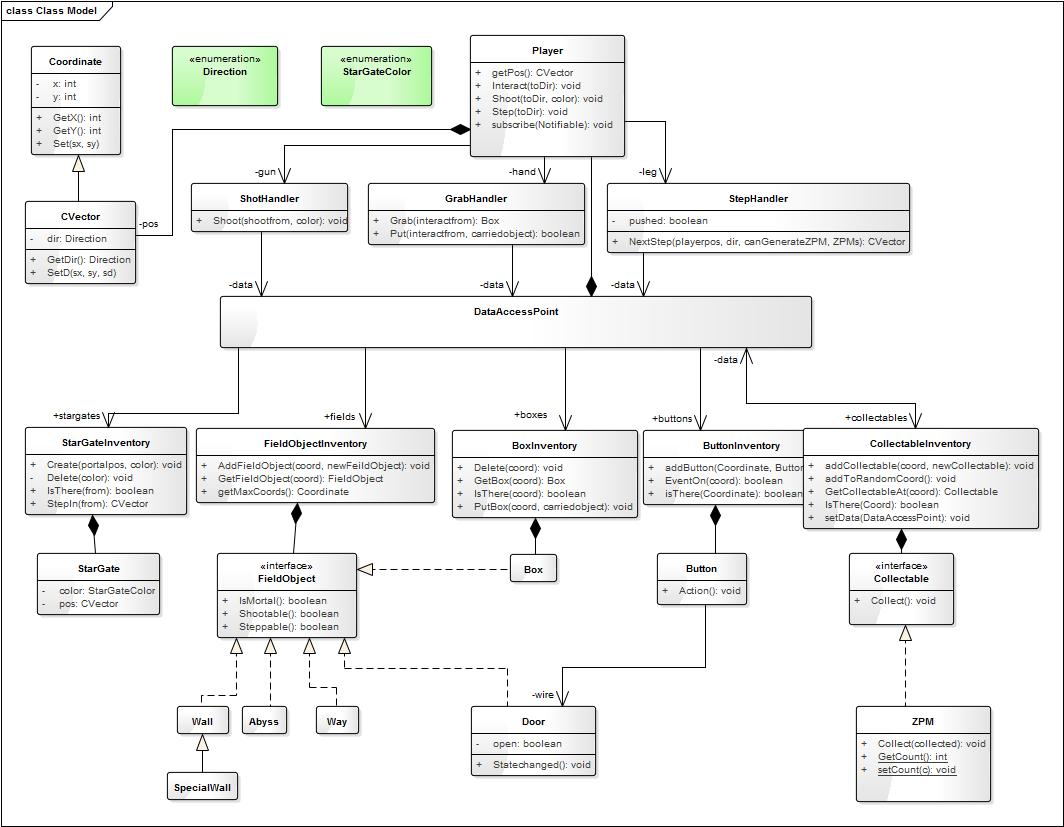 class Class Model
Coordinate
- x: int
- y: int
+ GetX(): int
+ GetY(): int
+ Set(sx, sy)
«enumeration»
Direction
«enumeration»
StarGateColor
Player
+ getPos(): CVector
+ Interact(toDir): void
+ Shoot(toDir, color): void
+ Step(toDir): void
+ subscribe(Notifiable): void
CVector
- dir: Direction
+ GetDir(): Direction
+ SetD(sx, sy, sd)
-pos
-gun
-hand
-leg
ShotHandler
+ Shoot(shootfrom, color): void
GrabHandler
+ Grab(interactfrom): Box
+ Put(interactfrom, carriedobject): boolean
StepHandler
- pushed: boolean
+ NextStep(playerpos, dir, canGenerateZPM, ZPMs): CVector
-data
-data
-data
DataAccessPoint
-data
+stargates
+fields
+boxes
+buttons
+collectables
StarGateInventory
+ Create(portalpos, color): void
- Delete(color): void
+ IsThere(from): boolean
+ StepIn(from): CVector
FieldObjectInventory
+ AddFieldObject(coord, newFeildObject): void
+ GetFieldObject(coord): FieldObject
+ getMaxCoords(): Coordinate
BoxInventory
+ Delete(coord): void
+ GetBox(coord): Box
+ IsThere(coord): boolean
+ PutBox(coord, carriedobject): void
ButtonInventory
+ addButton(Coordinate, Button
+ EventOn(coord): boolean
+ isThere(Coordinate): boolean
CollectableInventory
+ addCollectable(coord, newCollectable): void
+ addToRandomCoord(): void
+ GetCollectableAt(coord): Collectable
+ IsThere(Coord): boolean
+ setData(DataAccessPoint): void
StarGate
- color: StarGateColor
- pos: CVector
«interface»
FieldObject
+ IsMortal(): boolean
+ Shootable(): boolean
+ Steppable(): boolean
Box
Button
+ Action(): void
«interface»
Collectable
+ Collect(): void
-wire
Wall
Abyss
Way
SpecialWall
Door
- open: boolean
+ Statechanged(): void
ZPM
+ Collect(collected): void
+ GetCount(): int
+ setCount(c): void